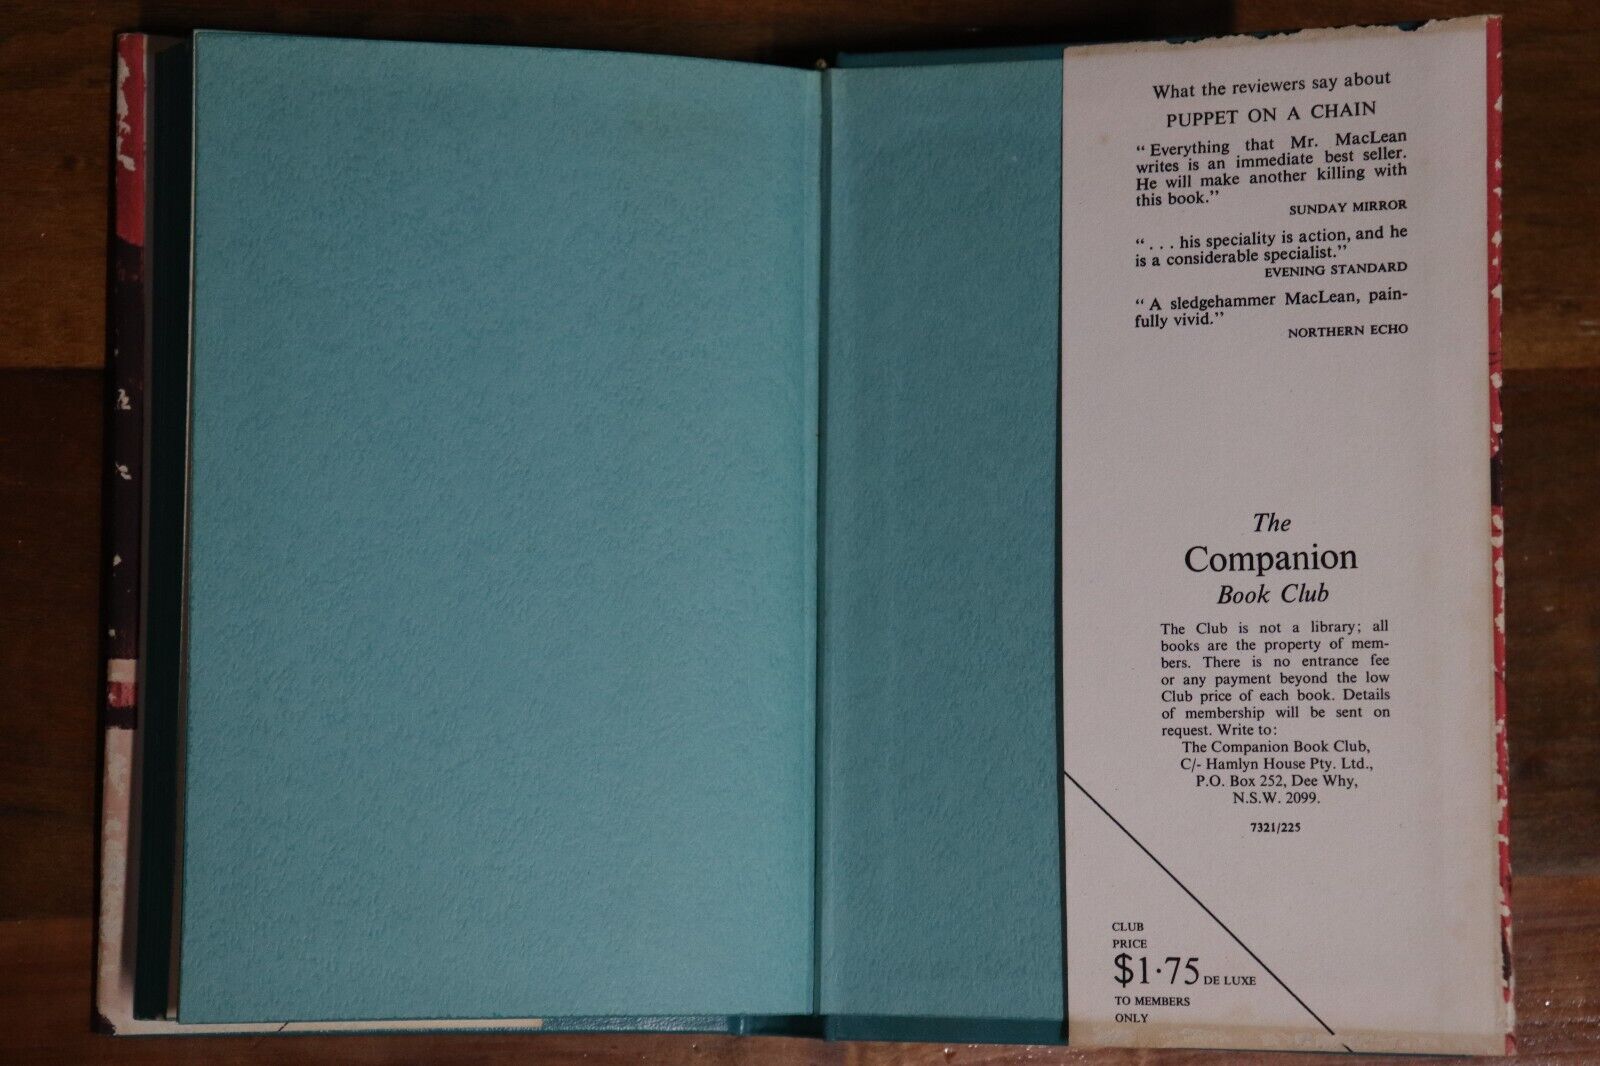 What the reviewers say about
PUPPET ON A CHAIN
“ Everything that Mr. MacLean
writes is an immediate best seller.
He will make another killing with
this book.”
SUNDAY MIRROR
“ . . . his speciality is action, and he
is a considerable specialist.”
EVENING STANDARD
“ A sledgehammer MacLean, pain-
fully vivid.”
NORTHERN ECHO
The
Companion
Book Club
The Club is not a library; all
books are the property of mem-
bers. There is no entrance fee
or any payment beyond the low
Club price of each book. Details
of membership will be sent on
request. Write to:
The Companion Book Club,
C/- Hamlyn House Pty. Ltd.,
P.O. Box 252, Dee Why,
N.S.W. 2099.
7321/225
CLUB
PRICE
$1·75 DE LUXE
TO MEMBERS
ONLY